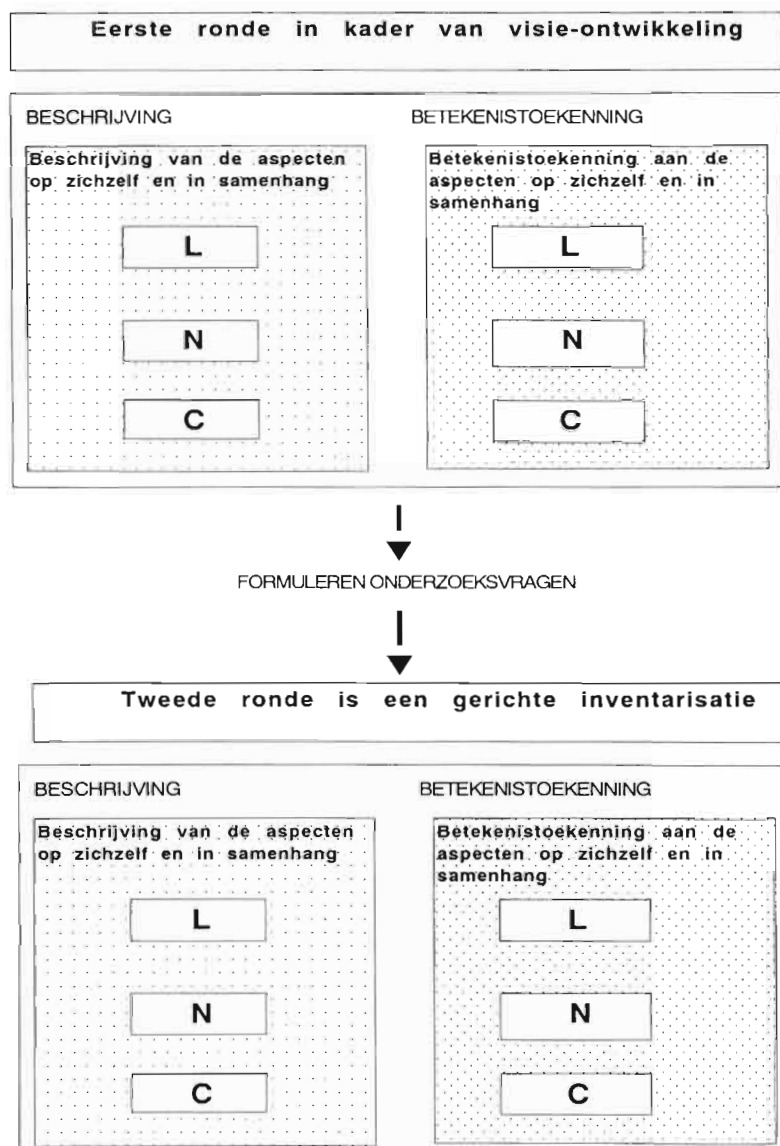 Eerste ronde in kader van visie-ontwikkeling
BESCHRIJVING
Beschrijving van de aspecten
op zichzelf en in samenhang
L
N
C
BETEKENISTOEKENNING
Betekenistoekenning aan de
aspecten op zichzelf en in
samenhang
L
N
C
FORMULEREN ONDERZOEKSVRAGEN
Tweede ronde is een gerichte inventarisatie
BESCHRIJVING
Beschrijving van de aspecten
op zichzelf en in samenhang
L
N
C
BETEKENISTOEKENNING
Betekenistoekenning aan de
aspecten op zichzelf en in
samenhang
L
N
C